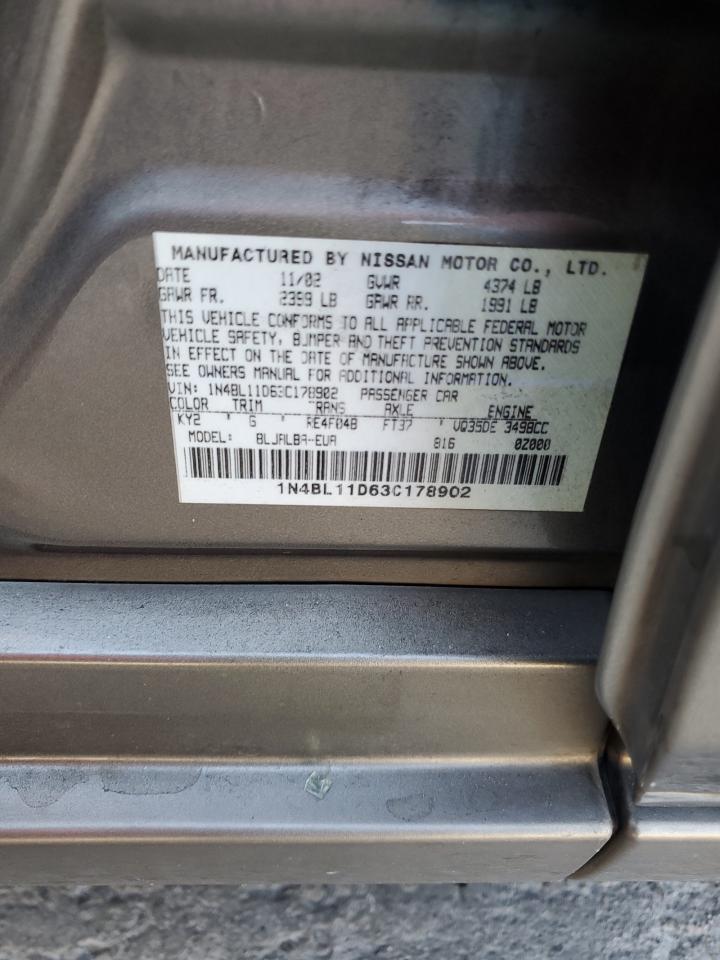 MANUFACTURED BY NISSAN MOTOR CO., LTD.
DATE 11/02 GVWR 4374 LB
GAWR FR. 2399 LB GAWR RR. 1991 LB
THIS VEHICLE CONFORMS TO ALL APPLICABLE FEDERAL MOTOR
VEHICLE SAFETY, BUMPER AND THEFT PREVENTION STANDARDS
IN EFFECT ON THE DATE OF MANUFACTURE SHOWN ABOVE.
SEE OWNERS MANUAL FOR ADDITIONAL INFORMATION.
VIN: 1N4BL11D63C178902 PASSENGER CAR
COLOR TRIM TRANS AXLE ENGINE
KY2 G RE4F04B FT37 VQ35DE 3498CC
MODEL: BLJALBA-EUA 816 0Z000
1N4BL11D63C178902